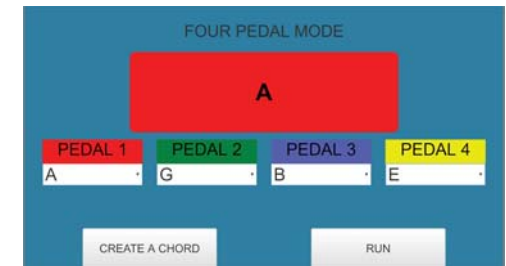 FOUR PEDAL MODE
A
PEDAL 1 PEDAL 2 PEDAL 3 PEDAL 4
A G B E
CREATE A CHORD RUN